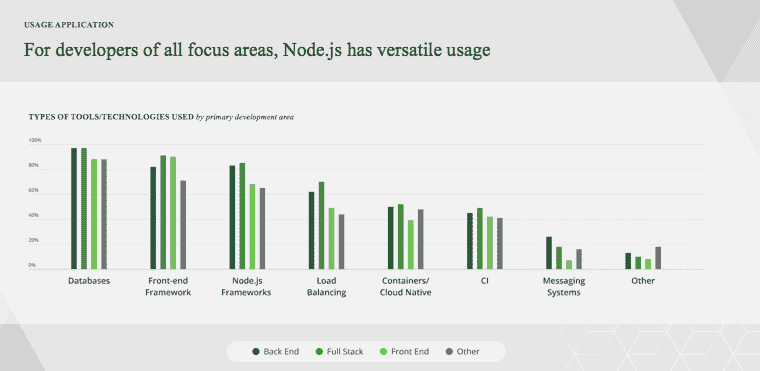 USAGE APPLICATION
For developers of all focus areas, Node.js has versatile usage
TYPES OF TOOLS/TECHNOLOGIES USED by primary development area
100%
80%
60%
40%
20%
0%
Databases
Front-end
Framework
Node.js
Frameworks
Load
Balancing
Containers/
Cloud Native
CI
Messaging
Systems
Other
Back End
Full Stack
Front End
Other